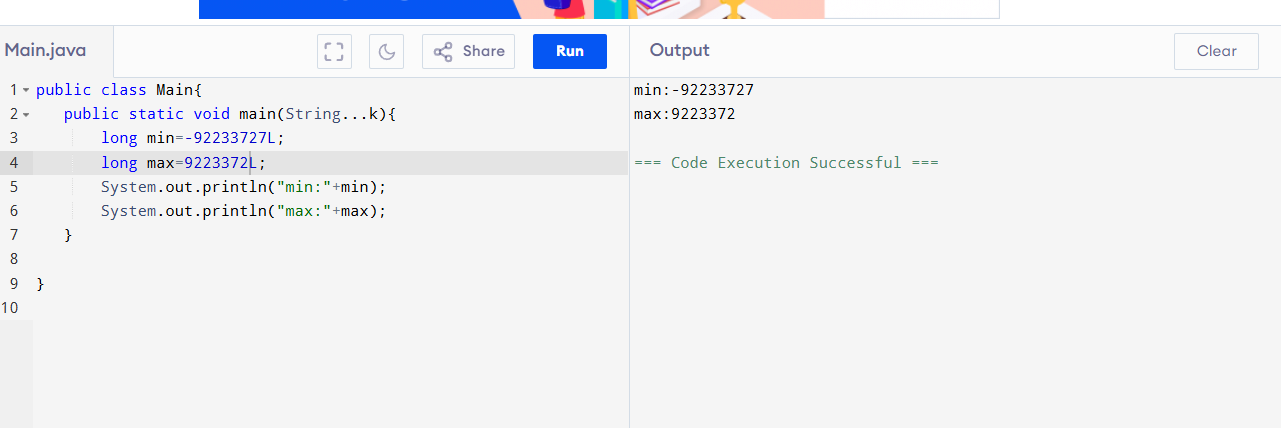 Main.java Share Run Output Clear
1 public class Main{
2 public static void main(String...k){
3 long min=-92233727L;
4 long max=9223372L;
5 System.out.println("min:"+min);
6 System.out.println("max:"+max);
7 }
8
9 }
10
min:-92233727
max:9223372
=== Code Execution Successful ===